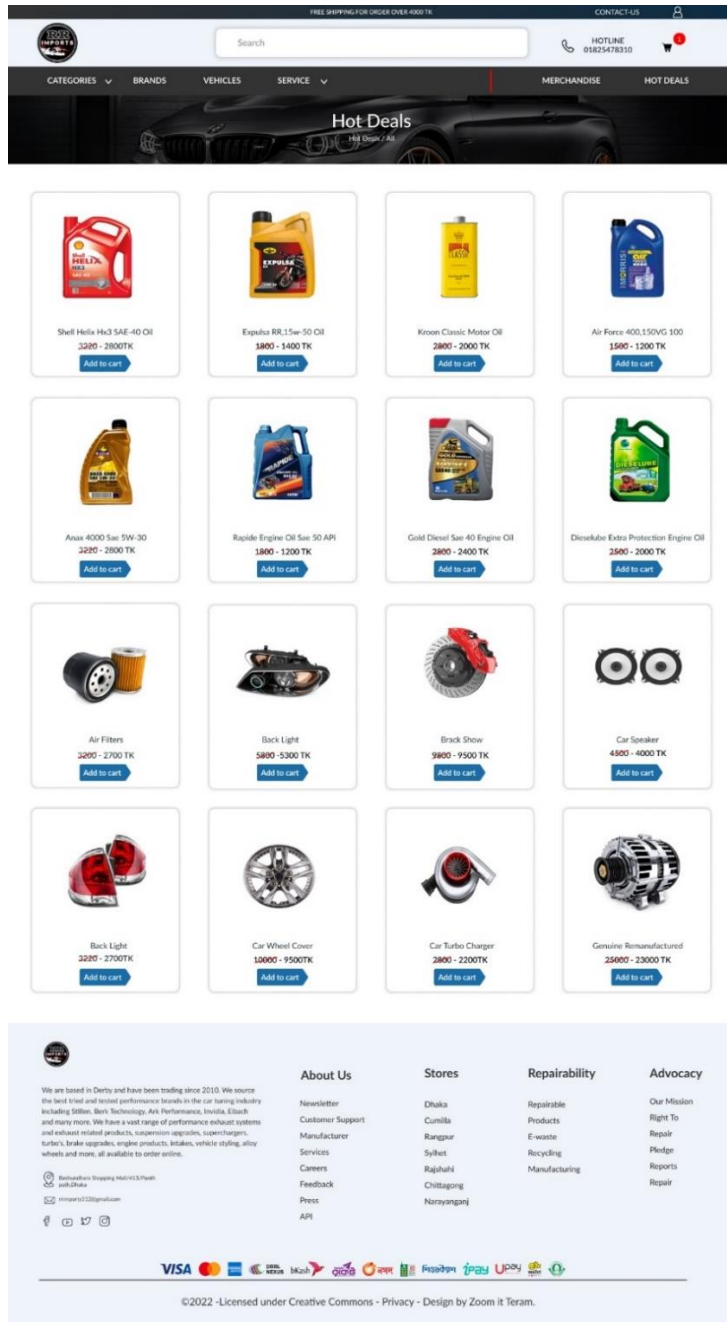 FREE SHIPPING FOR ORDER OVER 4000 TK
CONTACT-US
RR
IMPORTS
Search
HOTLINE
01825478310
1
CATEGORIES
BRANDS
VEHICLES
SERVICE
MERCHANDISE
HOT DEALS
Hot Deals
Hot Deals / All
Shell Helix Hx3 SAE-40 Oil
3220 - 2800TK
Add to cart
Expulsa RR,15w-50 Oil
1800 - 1400 TK
Add to cart
Kroon Classic Motor Oil
2800 - 2000 TK
Add to cart
Air Force 400,150VG 100
1500 - 1200 TK
Add to cart
Anax 4000 Sae 5W-30
3220 - 2800 TK
Add to cart
Rapide Engine Oil Sae 50 APi
1800 - 1200 TK
Add to cart
Gold Diesel Sae 40 Engine Oil
2800 - 2400 TK
Add to cart
Dieselube Extra Protection Engine Oil
2500 - 2000 TK
Add to cart
Air Filters
3200 - 2700 TK
Add to cart
Back Light
5800 -5300 TK
Add to cart
Brack Show
9800 - 9500 TK
Add to cart
Car Speaker
4500 - 4000 TK
Add to cart
Back Light
3220 - 2700TK
Add to cart
Car Wheel Cover
10000 - 9500TK
Add to cart
Car Turbo Charger
2800 - 2200TK
Add to cart
Genuine Remanufactured
25000 - 23000 TK
Add to cart
We are based in Derby and have been trading since 2010. We source
the best tried and tested performance brands in the car tuning industry
including Stillen, Berk Technology, Ark Performance, Invidia, Eibach
and many more. We have a vast range of performance exhaust systems
and exhaust related products, suspension upgrades, superchargers,
turbo's, brake upgrades, engine products, intakes, vehicle styling, alloy
wheels and more, all available to order online.
About Us
Newsletter
Customer Support
Manufacturer
Services
Careers
Feedback
Press
API
Stores
Dhaka
Cumilla
Rangpur
Sylhet
Rajshahi
Chittagong
Narayanganj
Repairability
Repairable
Products
E-waste
Recycling
Manufacturing
Advocacy
Our Mission
Right To
Repair
Pledge
Reports
Repair
VISA
DBBL
NEXUS
bKash
নগদ
ipay
Upay
©2022 -Licensed under Creative Commons - Privacy - Design by Zoom it Teram.